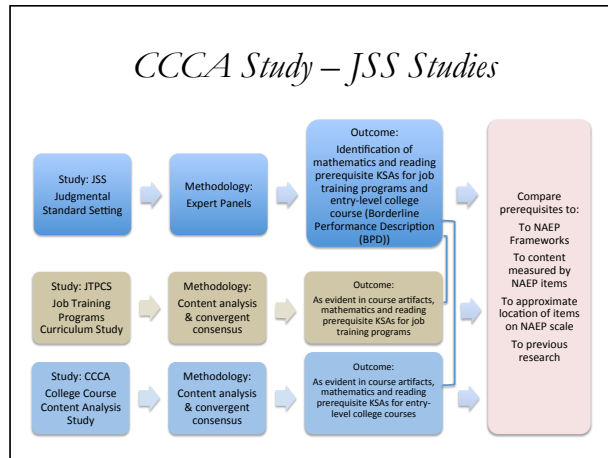 CCCA Study – JSS Studies
Study: JSS
Judgmental
Standard Setting
Methodology:
Expert Panels
Outcome:
Identification of
mathematics and reading
prerequisite KSAs for job
training programs and
entry-level college
course (Borderline
Performance Description
(BPD))
Study: JTPCS
Job Training
Programs
Curriculum Study
Methodology:
Content analysis
& convergent
consensus
Outcome:
As evident in course artifacts,
mathematics and reading
prerequisite KSAs for job
training programs
Study: CCCA
College Course
Content Analysis
Study
Methodology:
Content analysis
& convergent
consensus
Outcome:
As evident in course artifacts,
mathematics and reading
prerequisite KSAs for entry-
level college courses
Compare
prerequisites to:
To NAEP
Frameworks
To content
measured by
NAEP items
To approximate
location of items
on NAEP scale
To previous
research